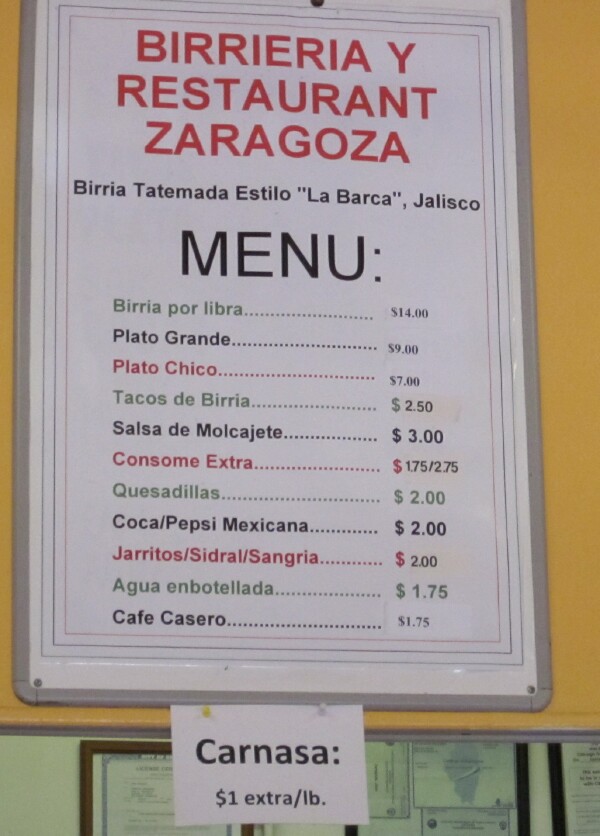 BIRRIERIA Y
RESTAURANT
ZARAGOZA
Birria Tatemada Estilo "La Barca", Jalisco
MENU:
Birria por libra........................ $14.00
Plato Grande........................... $9.00
Plato Chico............................. $7.00
Tacos de Birria....................... $ 2.50
Salsa de Molcajete................. $ 3.00
Consome Extra....................... $ 1.75/2.75
Quesadillas............................. $ 2.00
Coca/Pepsi Mexicana............ $ 2.00
Jarritos/Sidral/Sangria........... $ 2.00
Agua enbotellada................... $ 1.75
Cafe Casero............................ $1.75
Carnasa:
$1 extra/lb.